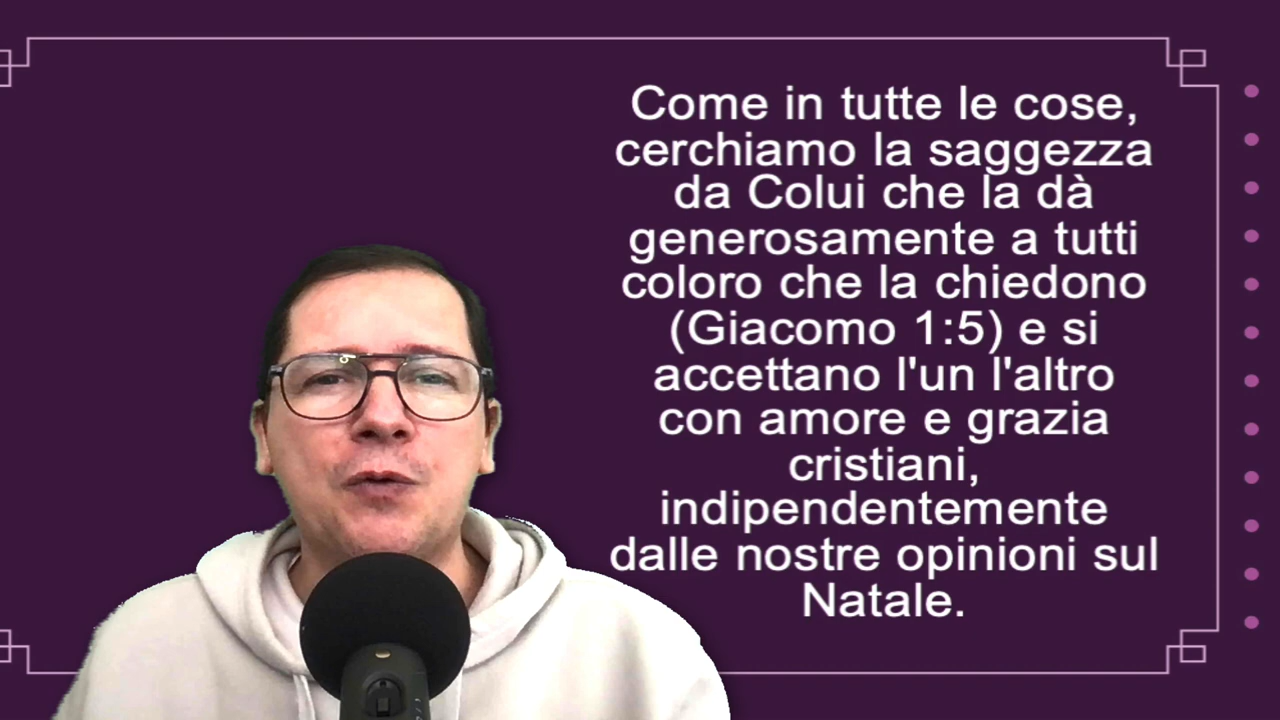 Come in tutte le cose,
cerchiamo la saggezza
da Colui che la dà
generosamente a tutti
coloro che la chiedono
(Giacomo 1:5) e si
accettano l'un l'altro
con amore e grazia
cristiani,
indipendentemente
dalle nostre opinioni sul
Natale.